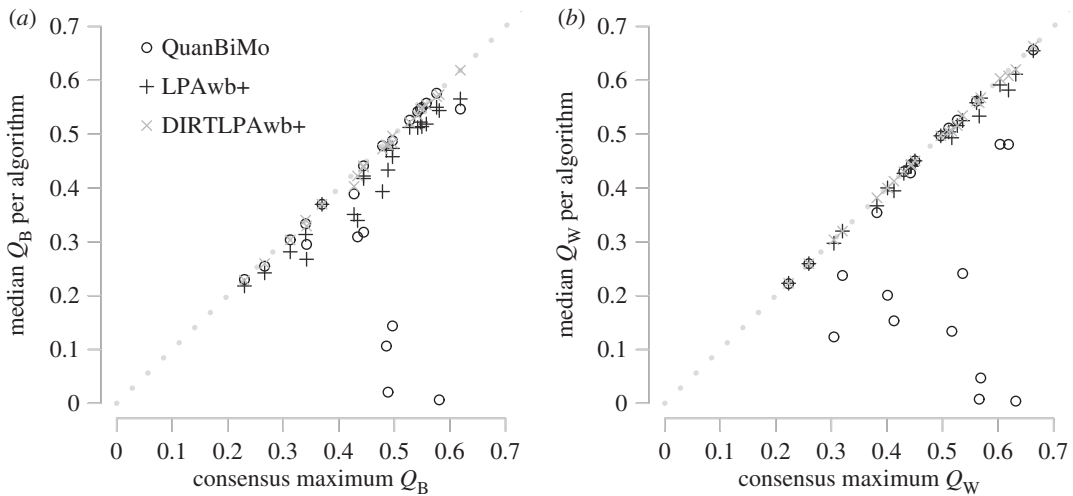 (a)
0.7
0.6
0.5
0.4
0.3
0.2
0.1
0
median QB per algorithm
QuanBiMo
LPAwb+
DIRTLPAwb+
0 0.1 0.2 0.3 0.4 0.5 0.6 0.7
consensus maximum QB
(b)
0.7
0.6
0.5
0.4
0.3
0.2
0.1
0
median QW per algorithm
0 0.1 0.2 0.3 0.4 0.5 0.6 0.7
consensus maximum QW